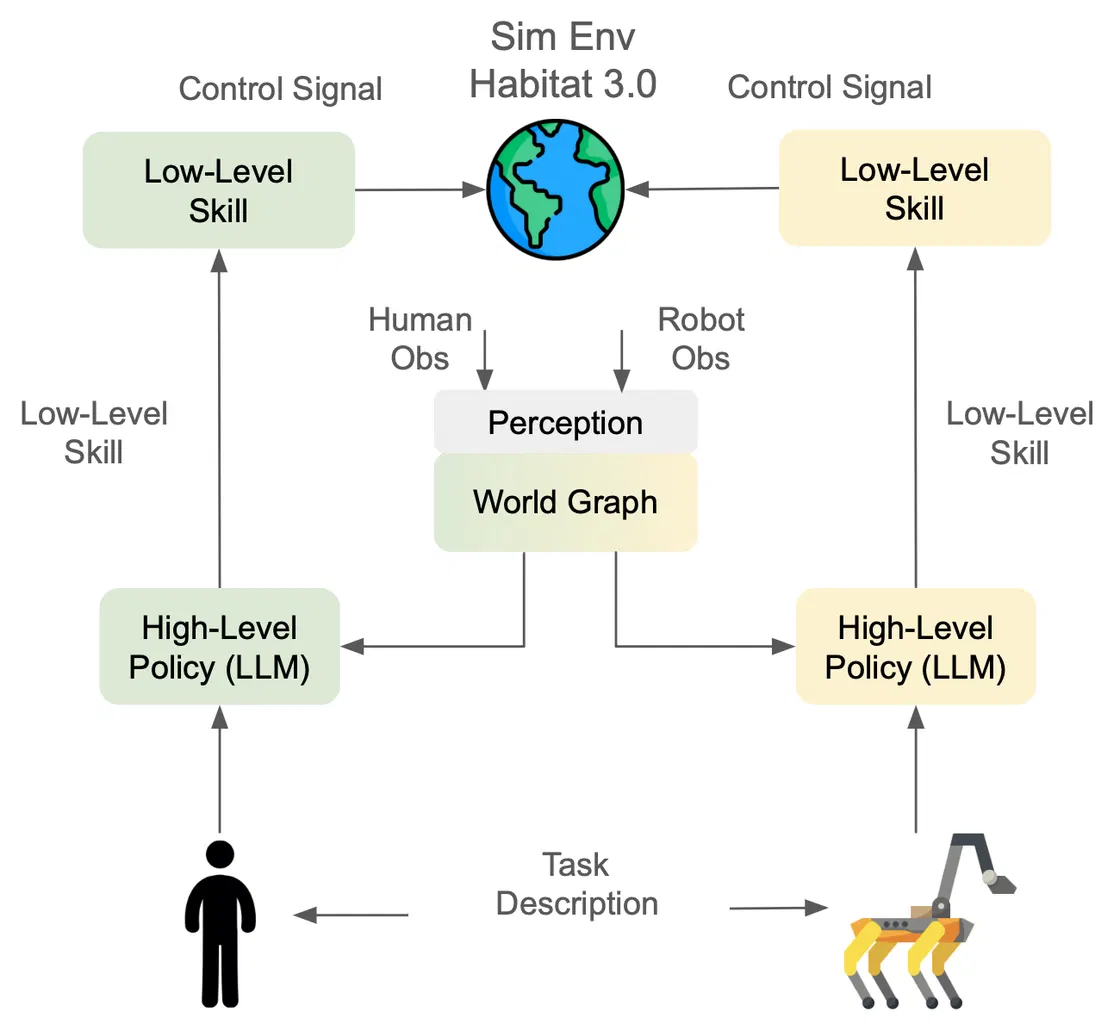 Sim Env
Habitat 3.0
Control Signal
Control Signal
Low-Level
Skill
Low-Level
Skill
Human
Obs
Robot
Obs
Perception
World Graph
Low-Level
Skill
Low-Level
Skill
High-Level
Policy (LLM)
High-Level
Policy (LLM)
Task
Description